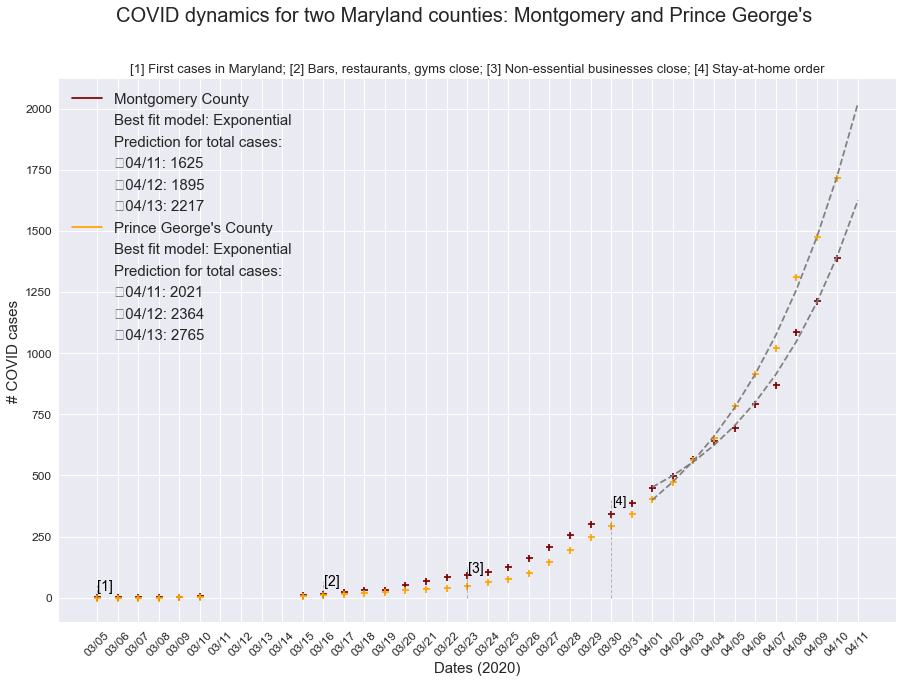 COVID dynamics for two Maryland counties: Montgomery and Prince George's
[1] First cases in Maryland; [2] Bars, restaurants, gyms close; [3] Non-essential businesses close; [4] Stay-at-home order
Montgomery County
Best fit model: Exponential
Prediction for total cases:
04/11: 1625
04/12: 1895
04/13: 2217
Prince George's County
Best fit model: Exponential
Prediction for total cases:
04/11: 2021
04/12: 2364
04/13: 2765
# COVID cases
2000
1750
1500
1250
1000
750
500
250
0
[1]
[2]
[3]
[4]
03/05 03/06 03/07 03/08 03/09 03/10 03/11 03/12 03/13 03/14 03/15 03/16 03/17 03/18 03/19 03/20 03/21 03/22 03/23 03/24 03/25 03/26 03/27 03/28 03/29 03/30 03/31 04/01 04/02 04/03 04/04 04/05 04/06 04/07 04/08 04/09 04/10 04/11
Dates (2020)